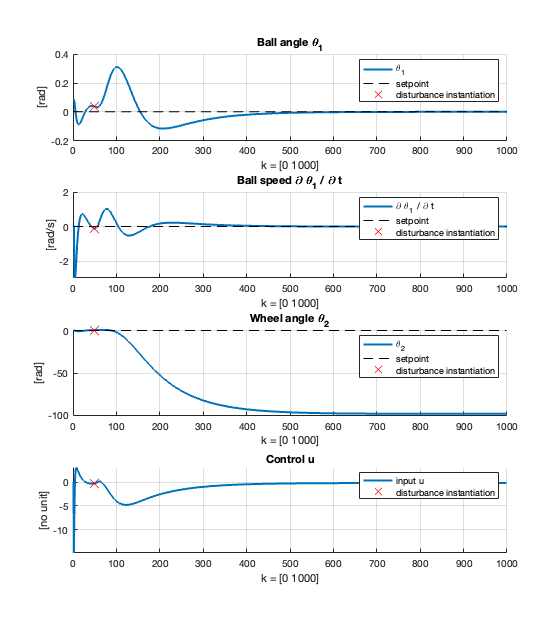 Ball angle θ1
0.4
0.2
0
-0.2
[rad]
θ1
setpoint
disturbance instantiation
0 100 200 300 400 500 600 700 800 900 1000
k = [0 1000]
Ball speed ∂ θ1 / ∂ t
2
0
-2
[rad/s]
∂ θ1 / ∂ t
setpoint
disturbance instantiation
0 100 200 300 400 500 600 700 800 900 1000
k = [0 1000]
Wheel angle θ2
0
-50
-100
[rad]
θ2
setpoint
disturbance instantiation
0 100 200 300 400 500 600 700 800 900 1000
k = [0 1000]
Control u
0
-5
-10
[no unit]
input u
disturbance instantiation
0 100 200 300 400 500 600 700 800 900 1000
k = [0 1000]